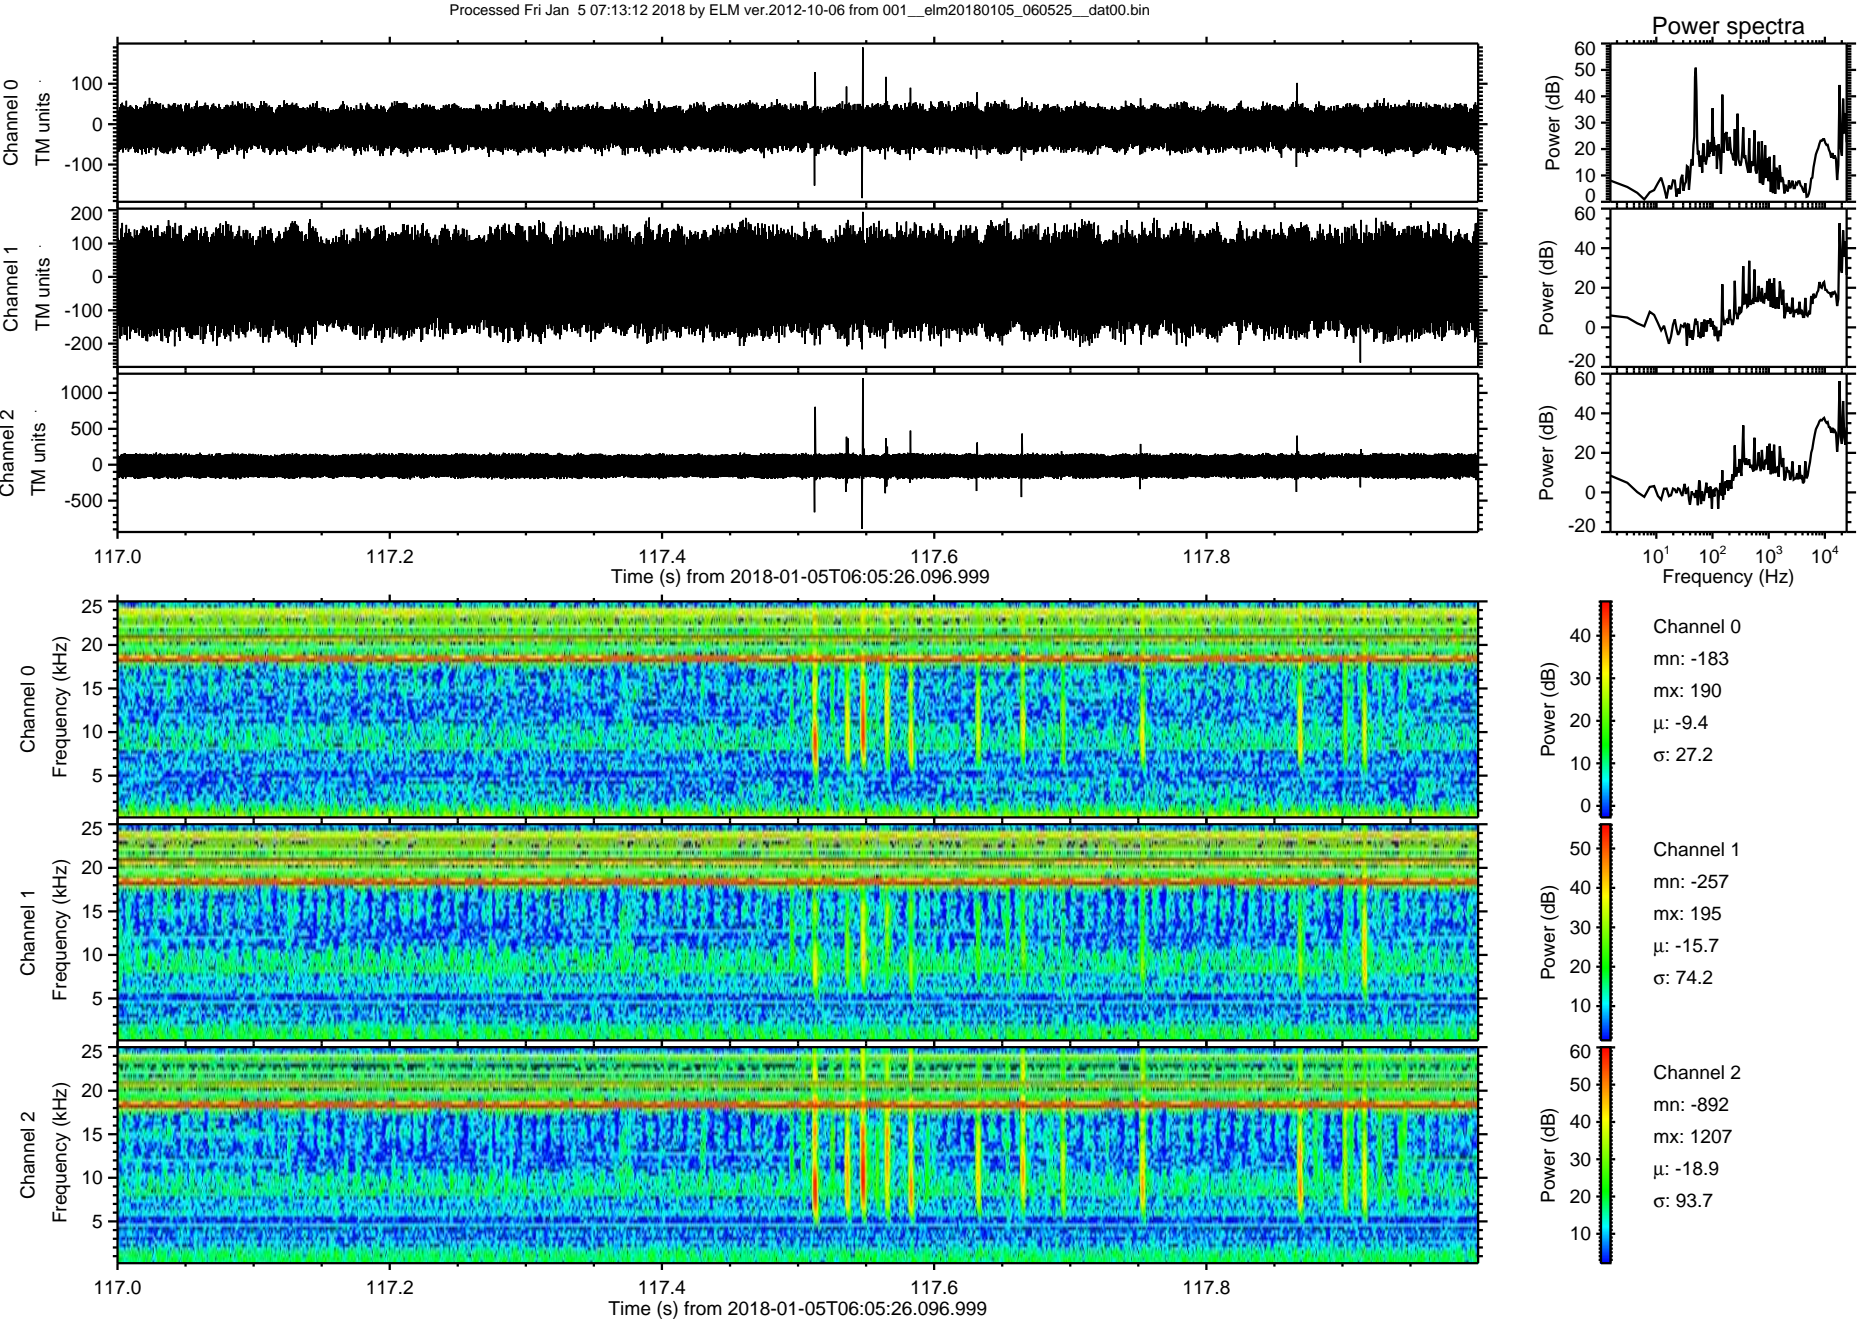 Processed Fri Jan  5 07:13:12 2018 by ELM ver.2012-10-06 from 001__elm20180105_060525__dat00.bin
Power spectra
Channel 0
TM units
100
0
-100
Power (dB)
60
50
40
30
20
10
0
Channel 1
TM units
200
100
0
-100
-200
Power (dB)
60
40
20
0
-20
Channel 2
TM units
1000
500
0
-500
Power (dB)
60
40
20
0
-20
117.0 117.2 117.4 117.6 117.8
Time (s) from 2018-01-05T06:05:26.096.999
10¹ 10² 10³ 10⁴
Frequency (Hz)
Channel 0
Frequency (kHz)
25
20
15
10
5
Power (dB)
40
30
20
10
0
Channel 0
mn: -183
mx: 190
μ: -9.4
σ: 27.2
Channel 1
Frequency (kHz)
25
20
15
10
5
Power (dB)
50
40
30
20
10
Channel 1
mn: -257
mx: 195
μ: -15.7
σ: 74.2
Channel 2
Frequency (kHz)
25
20
15
10
5
Power (dB)
60
50
40
30
20
10
Channel 2
mn: -892
mx: 1207
μ: -18.9
σ: 93.7
117.0 117.2 117.4 117.6 117.8
Time (s) from 2018-01-05T06:05:26.096.999